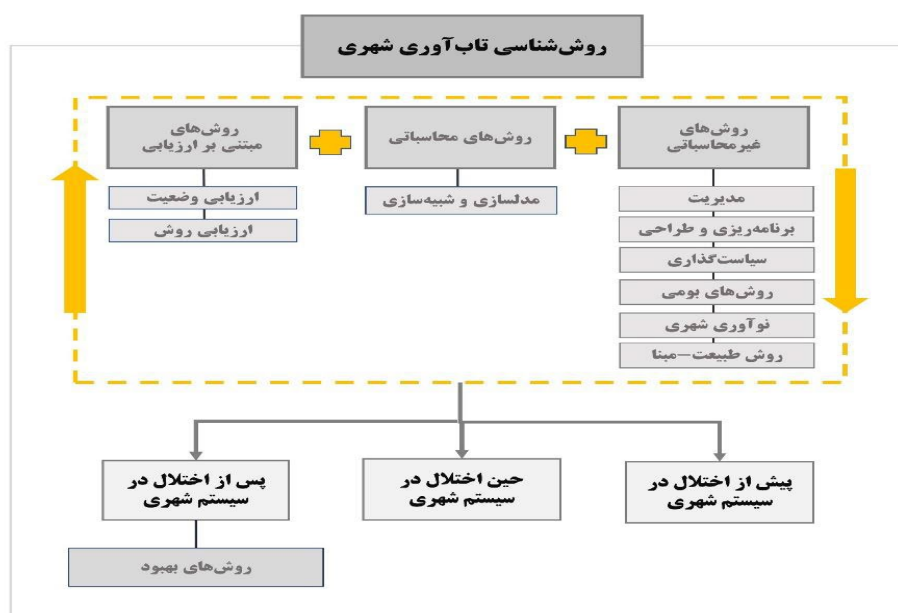 روش‌شناسی تاب‌آوری شهری
روش‌های
غیرمحاسباتی
مدیریت
برنامه‌ریزی و طراحی
سیاست‌گذاری
روش‌های بومی
نوآوری شهری
روش طبیعت-مبنا
روش‌های محاسباتی
مدلسازی و شبیه‌سازی
روش‌های
مبتنی بر ارزیابی
ارزیابی وضعیت
ارزیابی روش
پیش از اختلال در
سیستم شهری
حین اختلال در
سیستم شهری
پس از اختلال در
سیستم شهری
روش‌های بهبود